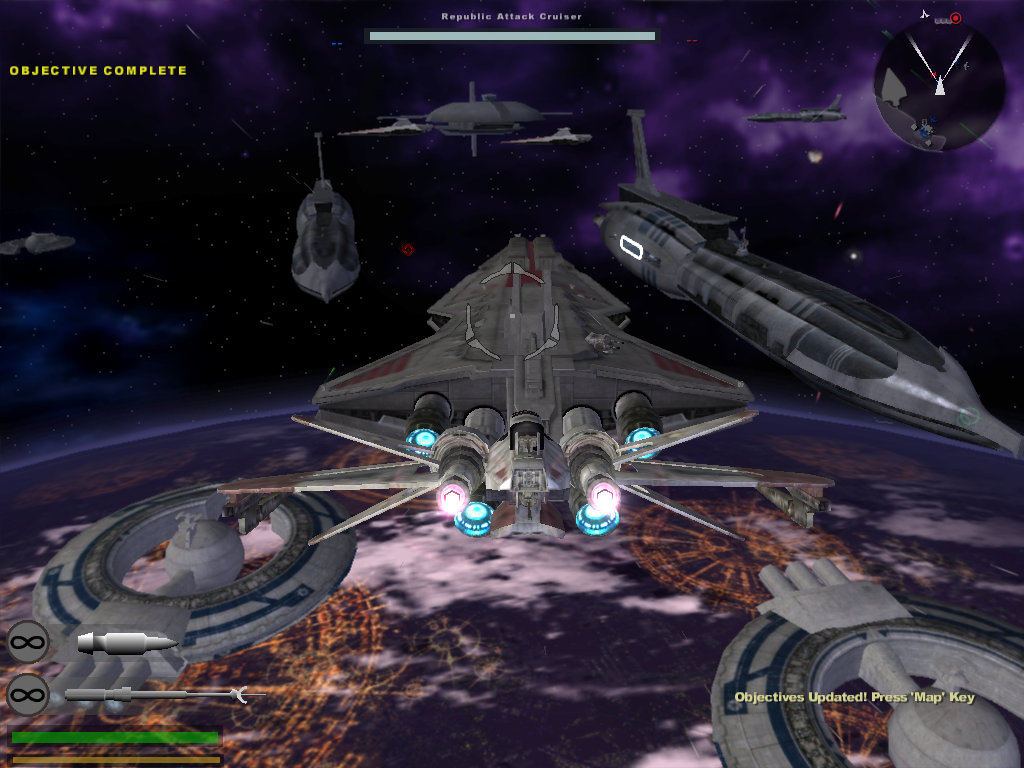 Republic Attack Cruiser
OBJECTIVE COMPLETE
Objectives Updated! Press 'Map' Key